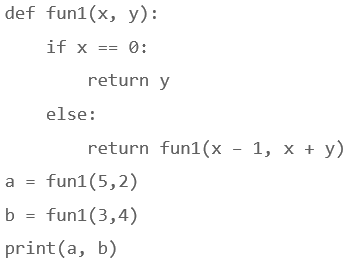 def fun1(x, y):
    if x == 0:
        return y
    else:
        return fun1(x – 1, x + y)
a = fun1(5,2)
b = fun1(3,4)
print(a, b)